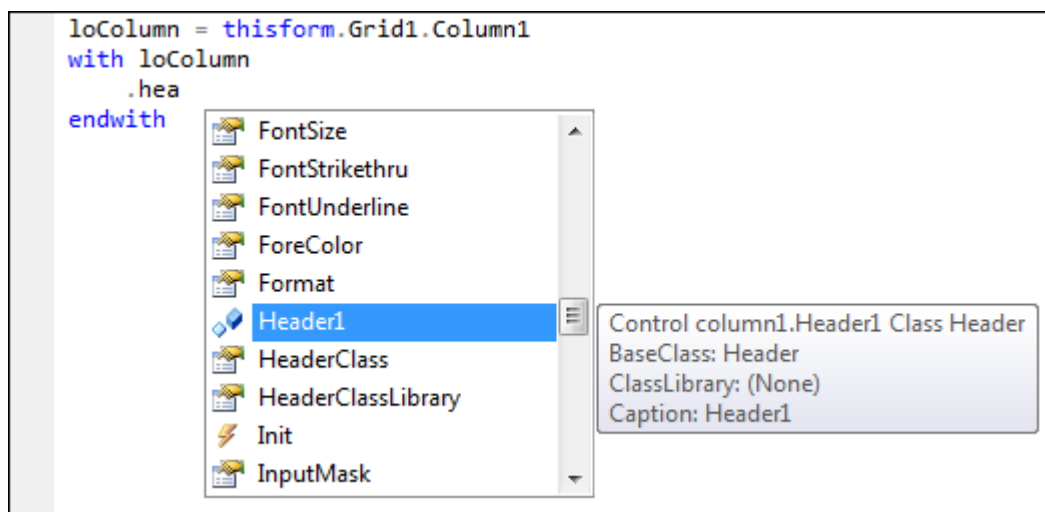 loColumn = thisform.Grid1.Column1
with loColumn
    .hea
endwith
FontSize
FontStrikethru
FontUnderline
ForeColor
Format
Header1
HeaderClass
HeaderClassLibrary
Init
InputMask
Control column1.Header1 Class Header
BaseClass: Header
ClassLibrary: (None)
Caption: Header1